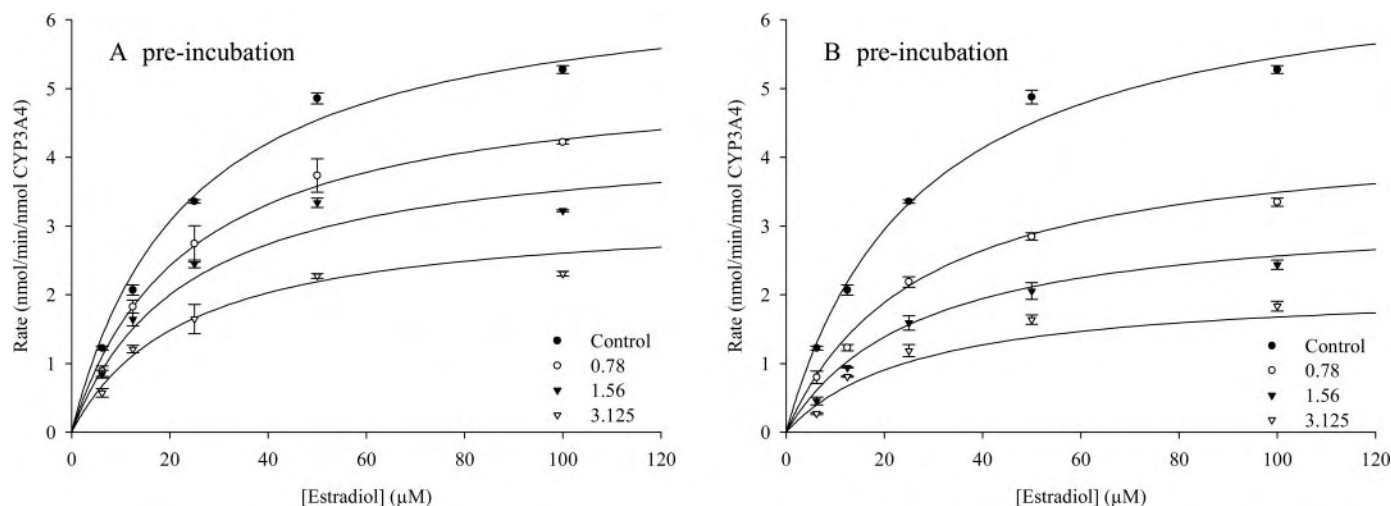 A pre-incubation
Rate (nmol/min/nmol CYP3A4)
6
5
4
3
2
1
0
0 20 40 60 80 100 120
[Estradiol] (µM)
Control
0.78
1.56
3.125
B pre-incubation
Rate (nmol/min/nmol CYP3A4)
6
5
4
3
2
1
0
0 20 40 60 80 100 120
[Estradiol] (µM)
Control
0.78
1.56
3.125